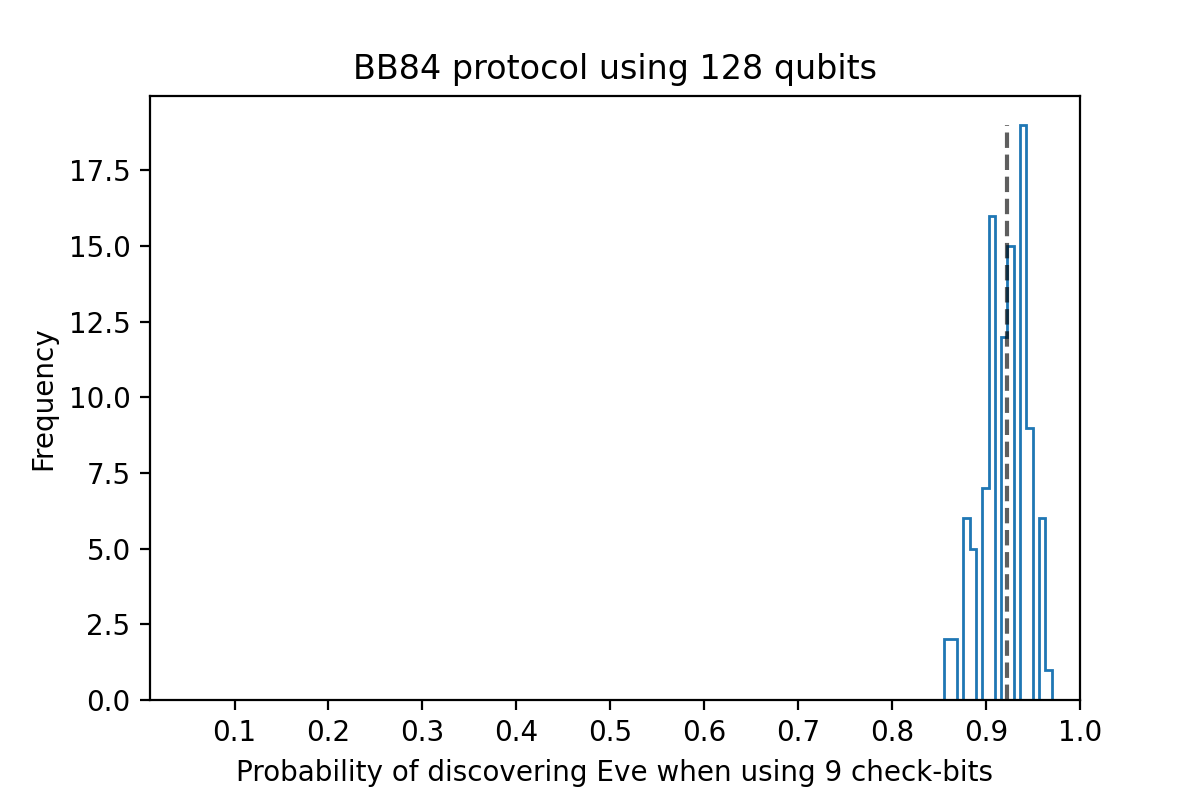 BB84 protocol using 128 qubits
17.5
15.0
12.5
10.0
7.5
5.0
2.5
0.0
Frequency
0.1 0.2 0.3 0.4 0.5 0.6 0.7 0.8 0.9 1.0
Probability of discovering Eve when using 9 check-bits